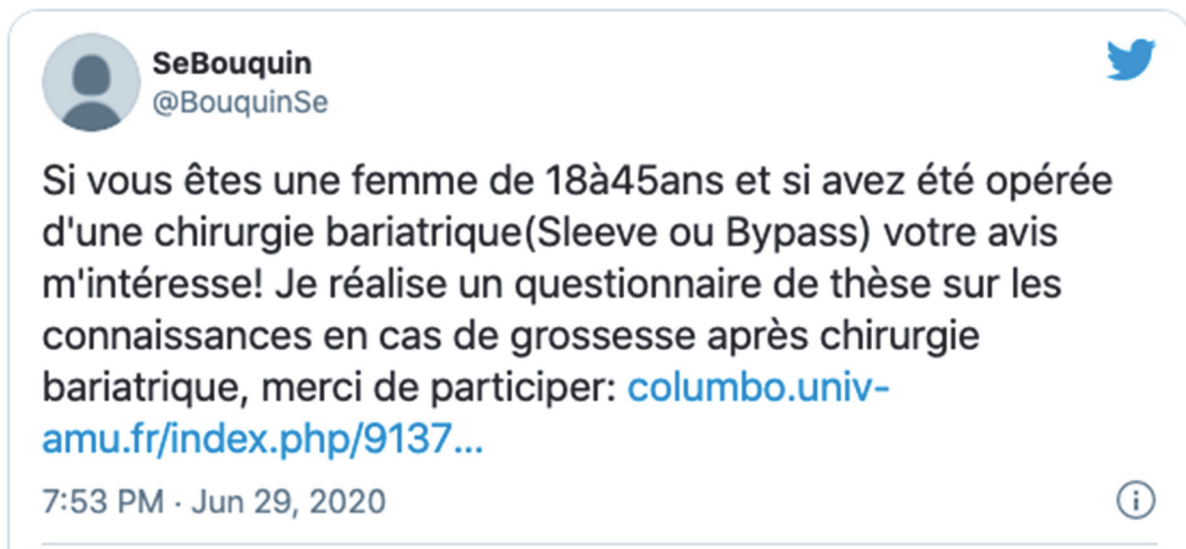 SeBouquin
@BouquinSe
Si vous êtes une femme de 18à45ans et si avez été opérée
d'une chirurgie bariatrique(Sleeve ou Bypass) votre avis
m'intéresse! Je réalise un questionnaire de thèse sur les
connaissances en cas de grossesse après chirurgie
bariatrique, merci de participer: columbo.univ-
amu.fr/index.php/9137...
7:53 PM · Jun 29, 2020